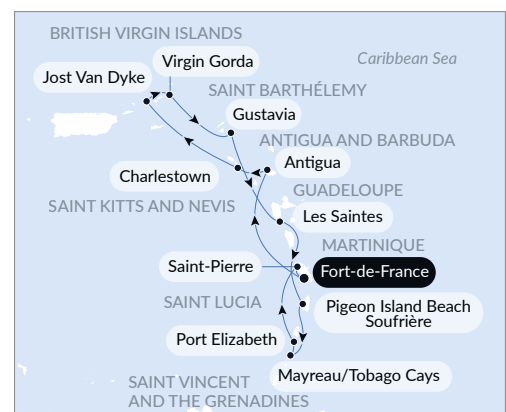 BRITISH VIRGIN ISLANDS
Virgin Gorda
Caribbean Sea
Jost Van Dyke
SAINT BARTHÉLEMY
Gustavia
ANTIGUA AND BARBUDA
Antigua
Charlestown
GUADELOUPE
SAINT KITTS AND NEVIS
Les Saintes
MARTINIQUE
Saint-Pierre
Fort-de-France
SAINT LUCIA
Pigeon Island Beach
Soufrière
Port Elizabeth
Mayreau/Tobago Cays
SAINT VINCENT
AND THE GRENADINES